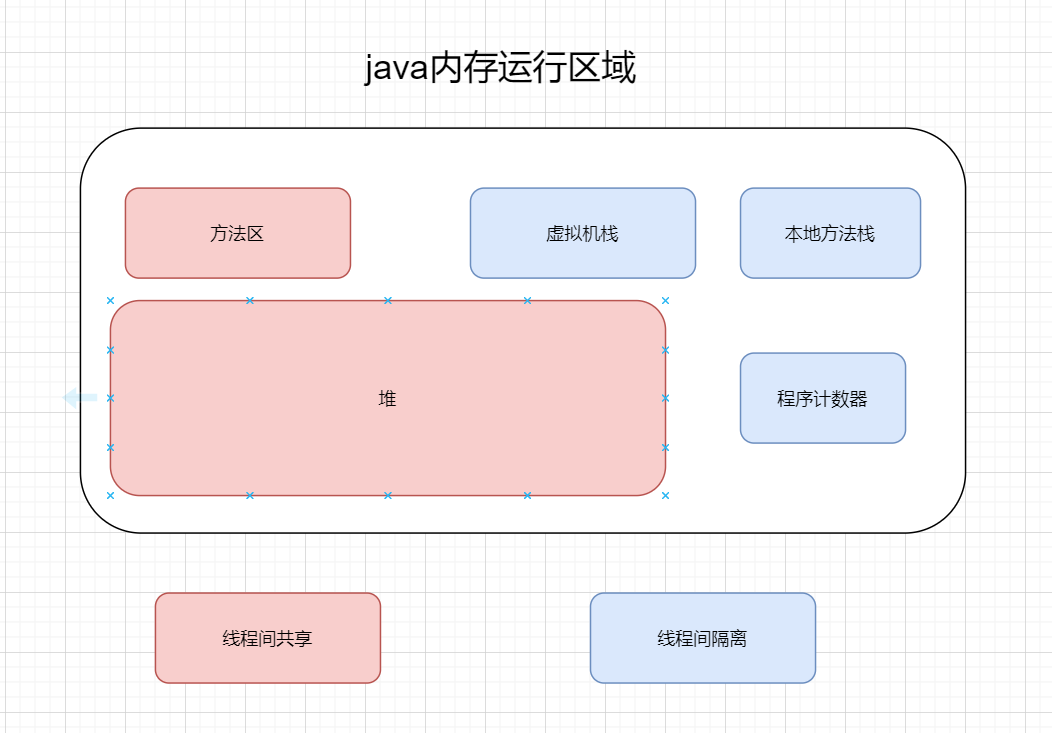 java内存运行区域
方法区
虚拟机栈
本地方法栈
堆
程序计数器
线程间共享
线程间隔离